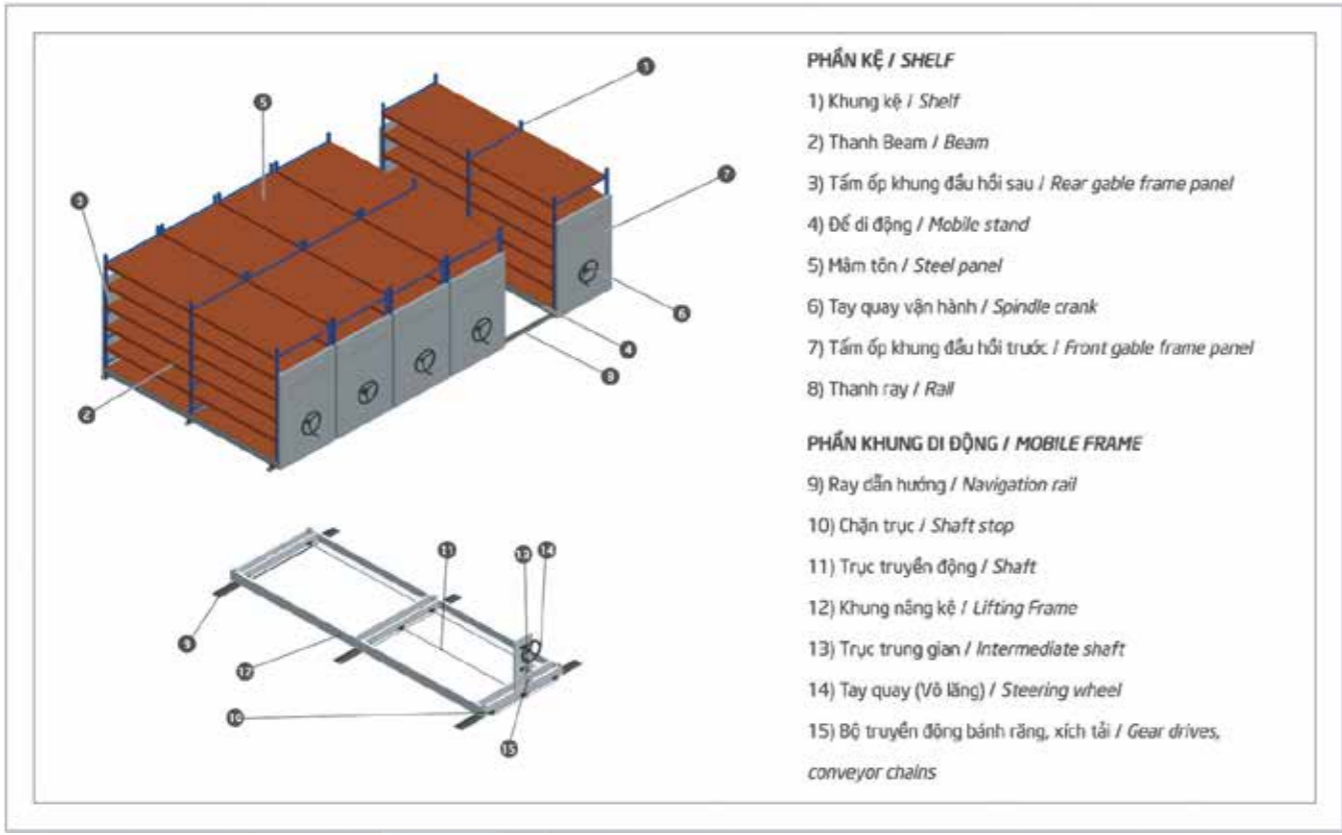 PHẦN KỆ / SHELF
1) Khung kệ / Shelf
2) Thanh Beam / Beam
3) Tấm ốp khung đầu hồi sau / Rear gable frame panel
4) Đế di động / Mobile stand
5) Mâm tôn / Steel panel
6) Tay quay vận hành / Spindle crank
7) Tấm ốp khung đầu hồi trước / Front gable frame panel
8) Thanh ray / Rail
PHẦN KHUNG DI ĐỘNG / MOBILE FRAME
9) Ray dẫn hướng / Navigation rail
10) Chặn trục / Shaft stop
11) Trục truyền động / Shaft
12) Khung nâng kệ / Lifting Frame
13) Trục trung gian / Intermediate shaft
14) Tay quay (Vô lăng) / Steering wheel
15) Bộ truyền động bánh răng, xích tải / Gear drives,
conveyor chains
1
5
3
7
6
4
8
2
11
13
14
9
12
10
15